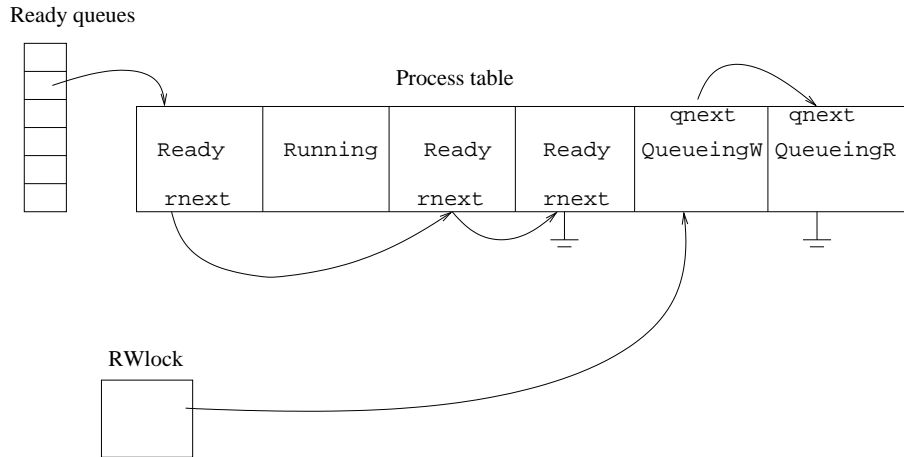 Ready queues
Process table
qnext qnext
Ready Running Ready Ready QueueingW QueueingR
rnext rnext rnext
RWlock